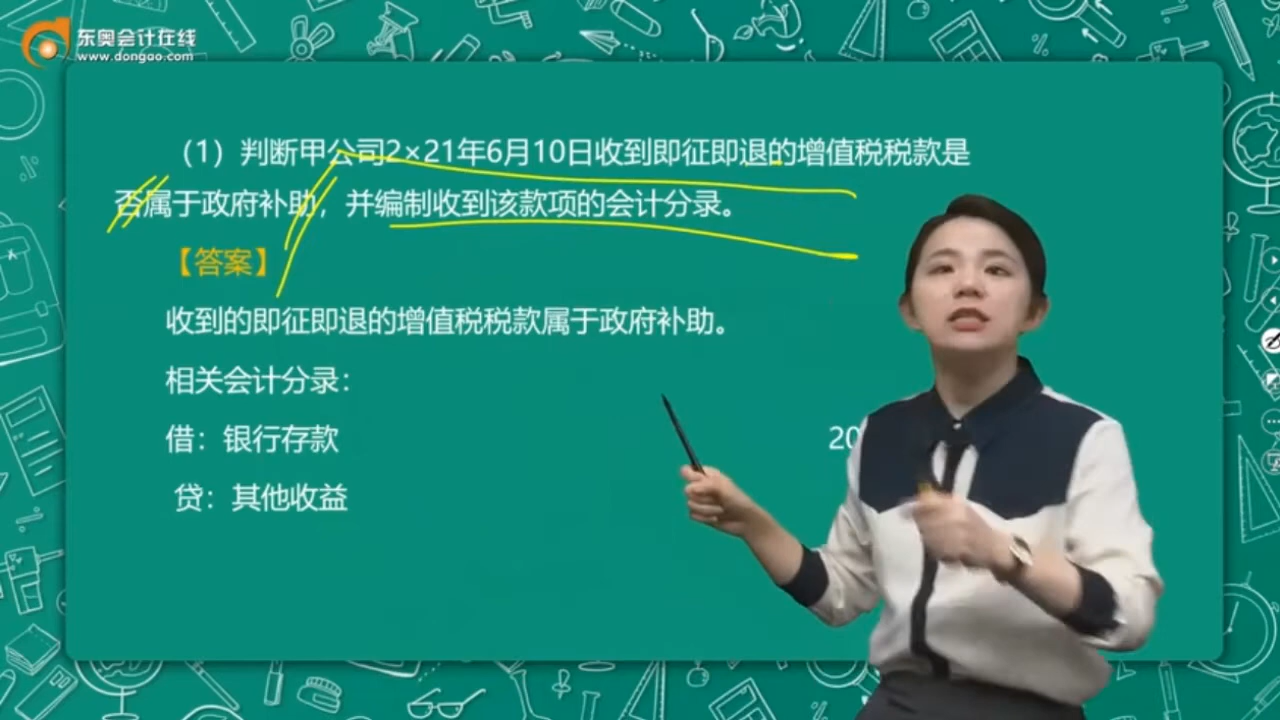 东奥会计在线
www.dongao.com
（1）判断甲公司2×21年6月10日收到即征即退的增值税税款是
否属于政府补助，并编制收到该款项的会计分录。
【答案】
收到的即征即退的增值税税款属于政府补助。
相关会计分录：
借：银行存款 20
贷：其他收益